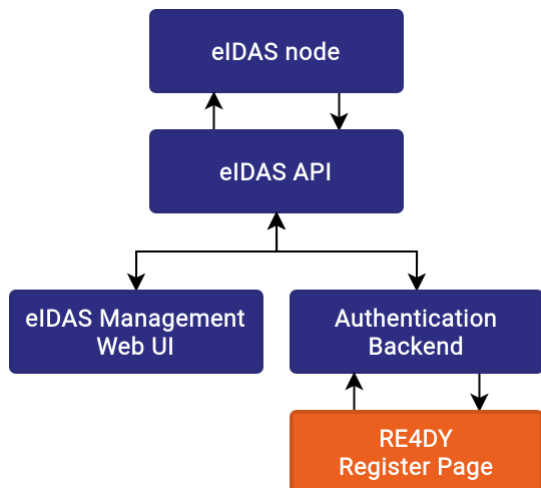 eIDAS node
eIDAS API
eIDAS Management
Web UI
Authentication
Backend
RE4DY
Register Page